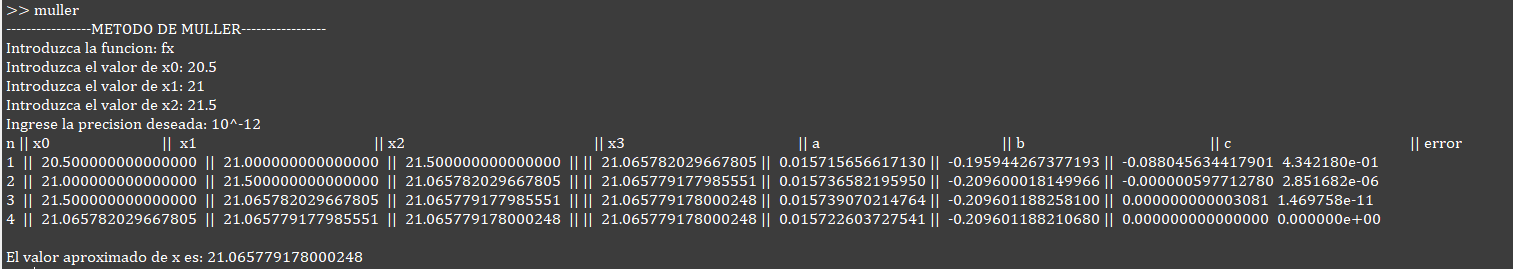 >> muller
-----------------METODO DE MULLER-----------------
Introduzca la funcion: fx
Introduzca el valor de x0: 20.5
Introduzca el valor de x1: 21
Introduzca el valor de x2: 21.5
Ingrese la precision deseada: 10^-12
n || x0 || x1 || x2 || x3 || a || b || c || error
1 || 20.500000000000000 || 21.000000000000000 || 21.500000000000000 || || 21.065782029667805 || 0.015715656617130 || -0.195944267377193 || -0.088045634417901 4.342180e-01
2 || 21.000000000000000 || 21.500000000000000 || 21.065782029667805 || || 21.065779177985551 || 0.015736582195950 || -0.209600018149966 || -0.000000597712780 2.851682e-06
3 || 21.500000000000000 || 21.065782029667805 || 21.065779177985551 || || 21.065779178000248 || 0.015739070214764 || -0.209601188258100 || 0.000000000003081 1.469758e-11
4 || 21.065782029667805 || 21.065779177985551 || 21.065779178000248 || || 21.065779178000248 || 0.015722603727541 || -0.209601188210680 || 0.000000000000000 0.000000e+00
El valor aproximado de x es: 21.065779178000248